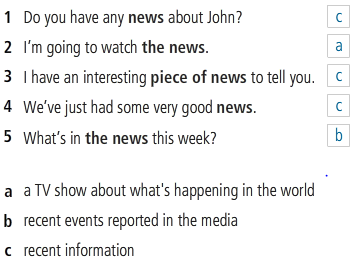 1 Do you have any news about John? c
2 I'm going to watch the news. a
3 I have an interesting piece of news to tell you. c
4 We've just had some very good news. c
5 What's in the news this week? b
a a TV show about what's happening in the world
b recent events reported in the media
c recent information